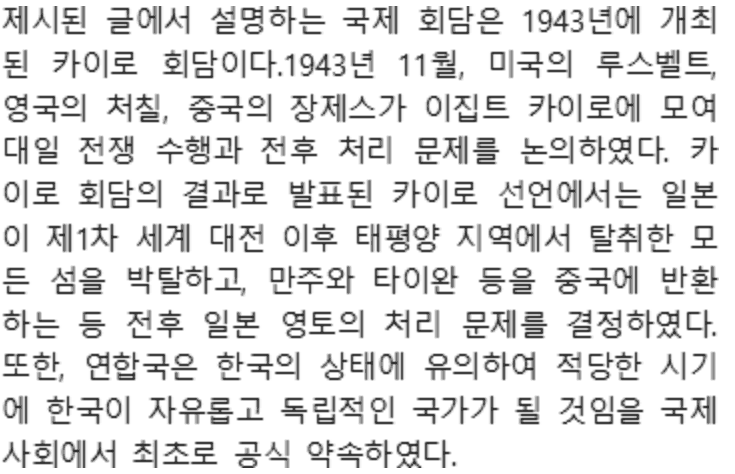 제시된 글에서 설명하는 국제 회담은 1943년에 개최
된 카이로 회담이다.1943년 11월, 미국의 루스벨트,
영국의 처칠, 중국의 장제스가 이집트 카이로에 모여
대일 전쟁 수행과 전후 처리 문제를 논의하였다. 카
이로 회담의 결과로 발표된 카이로 선언에서는 일본
이 제1차 세계 대전 이후 태평양 지역에서 탈취한 모
든 섬을 박탈하고, 만주와 타이완 등을 중국에 반환
하는 등 전후 일본 영토의 처리 문제를 결정하였다.
또한, 연합국은 한국의 상태에 유의하여 적당한 시기
에 한국이 자유롭고 독립적인 국가가 될 것임을 국제
사회에서 최초로 공식 약속하였다.